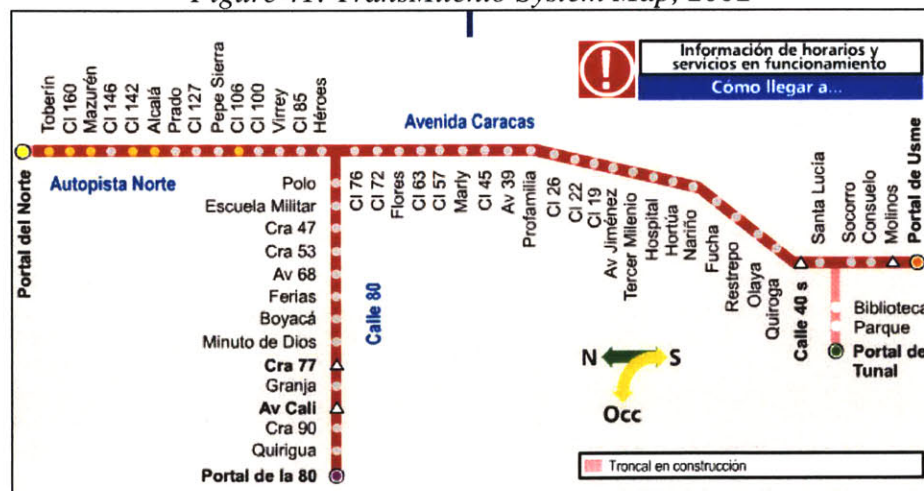 Figure 41: TransMilenio System Map, 2002
Información de horarios y
servicios en funcionamiento
Cómo llegar a...
Portal del Norte
Toberín
Cl 160
Mazurén
Cl 146
Cl 142
Alcalá
Prado
Cl 127
Pepe Sierra
Cl 106
Cl 100
Virrey
Cl 85
Héroes
Autopista Norte
Avenida Caracas
Cl 76
Cl 72
Flores
Cl 63
Cl 57
Marly
Cl 45
Av 39
Profamilia
Cl 26
Cl 22
Cl 19
Av Jiménez
Tercer Milenio
Hospital
Hortúa
Nariño
Fucha
Restrepo
Olaya
Quiroga
Calle 40 s
Santa Lucía
Socorro
Consuelo
Molinos
Portal de Usme
Biblioteca
Parque
Portal de
Tunal
Polo
Escuela Militar
Cra 47
Cra 53
Av 68
Ferias
Boyacá
Minuto de Dios
Cra 77
Granja
Av Cali
Cra 90
Quirigua
Portal de la 80
Calle 80
N
S
Occ
Troncal en construcción